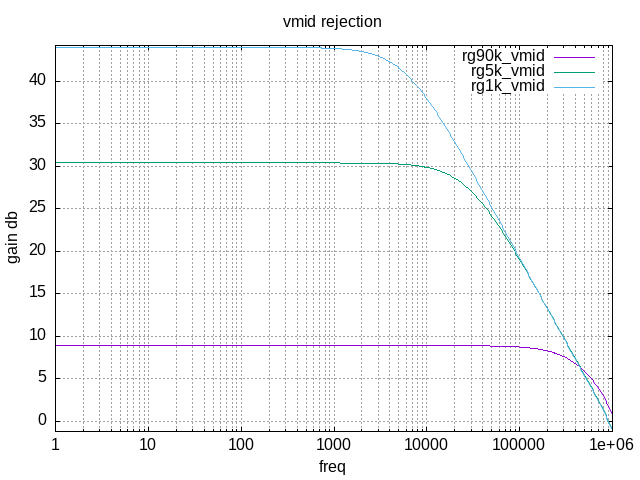 vmid rejection
rg90k_vmid
rg5k_vmid
rg1k_vmid
gain db
40
35
30
25
20
15
10
5
0
1 10 100 1000 10000 100000 1e+06
freq